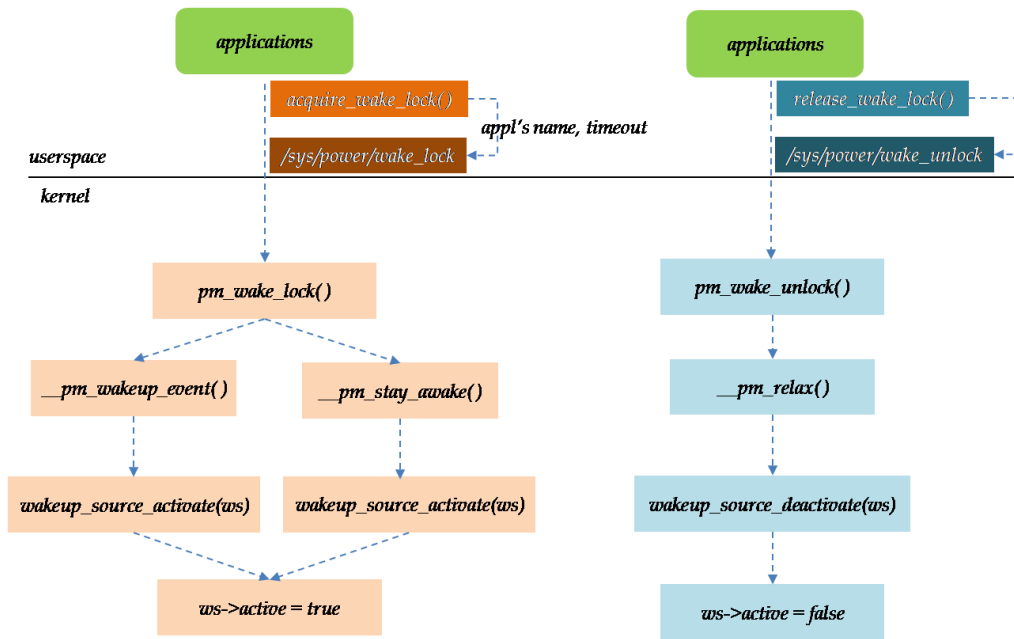 applications
applications
acquire_wake_lock()
release_wake_lock()
appl's name, timeout
/sys/power/wake_lock
/sys/power/wake_unlock
userspace
kernel
pm_wake_lock()
pm_wake_unlock()
__pm_wakeup_event()
__pm_stay_awake()
__pm_relax()
wakeup_source_activate(ws)
wakeup_source_activate(ws)
wakeup_source_deactivate(ws)
ws->active = true
ws->active = false